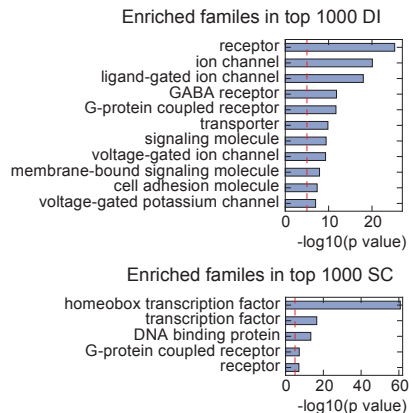 Enriched familes in top 1000 DI
receptor
ion channel
ligand-gated ion channel
GABA receptor
G-protein coupled receptor
transporter
signaling molecule
voltage-gated ion channel
membrane-bound signaling molecule
cell adhesion molecule
voltage-gated potassium channel
0 10 20
-log10(p value)
Enriched familes in top 1000 SC
homeobox transcription factor
transcription factor
DNA binding protein
G-protein coupled receptor
receptor
0 20 40 60
-log10(p value)